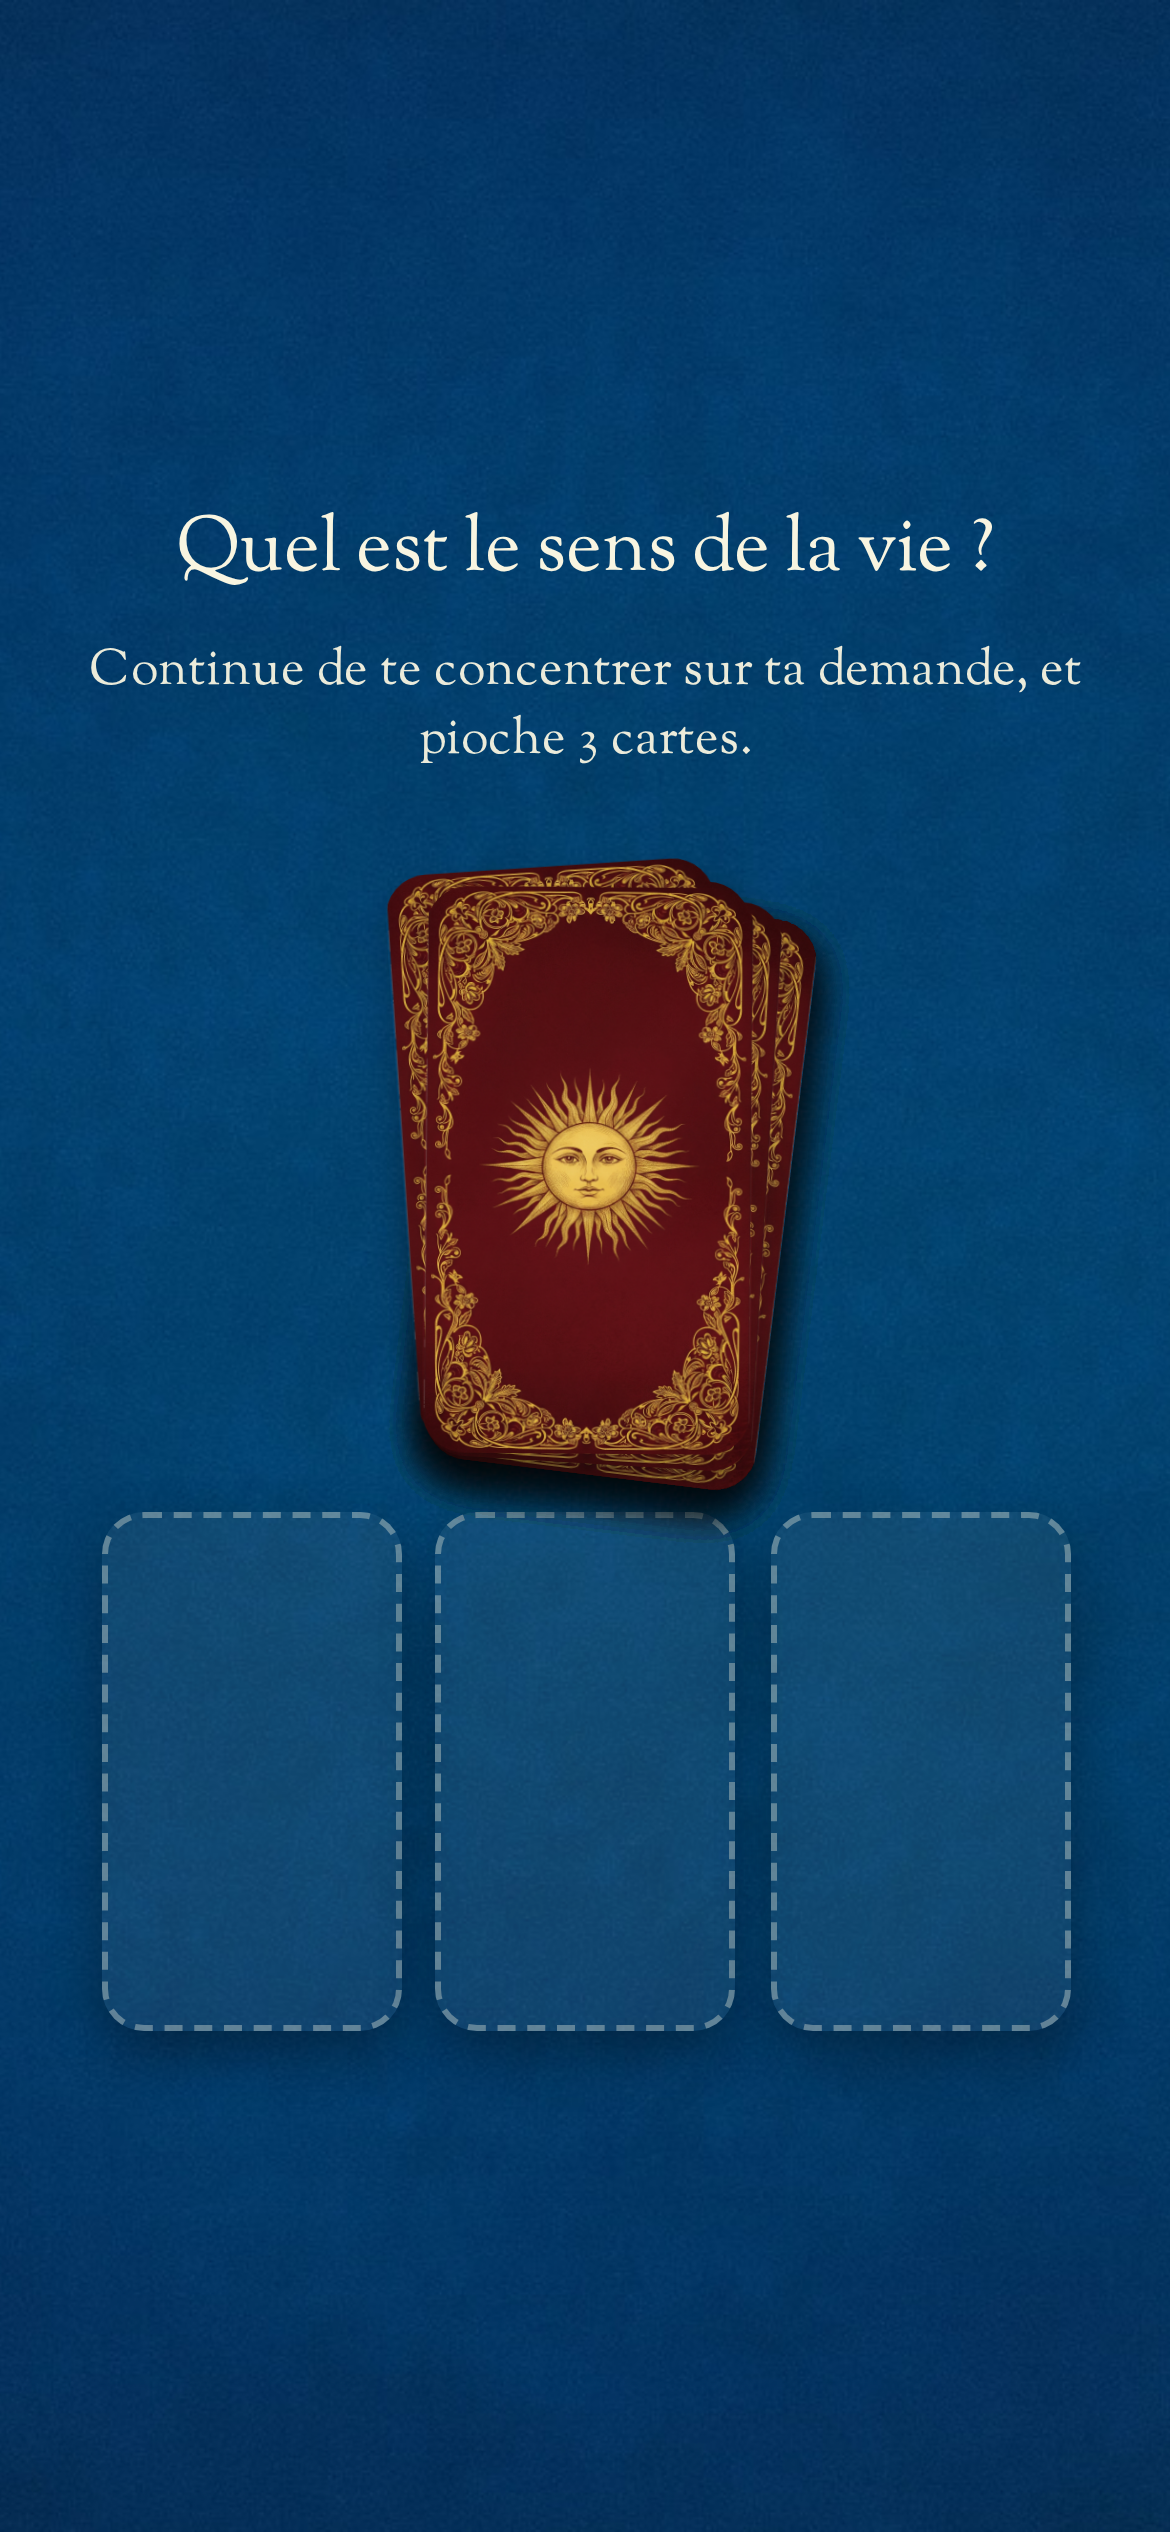 Quel est le sens de la vie ?
Continue de te concentrer sur ta demande, et
pioche 3 cartes.